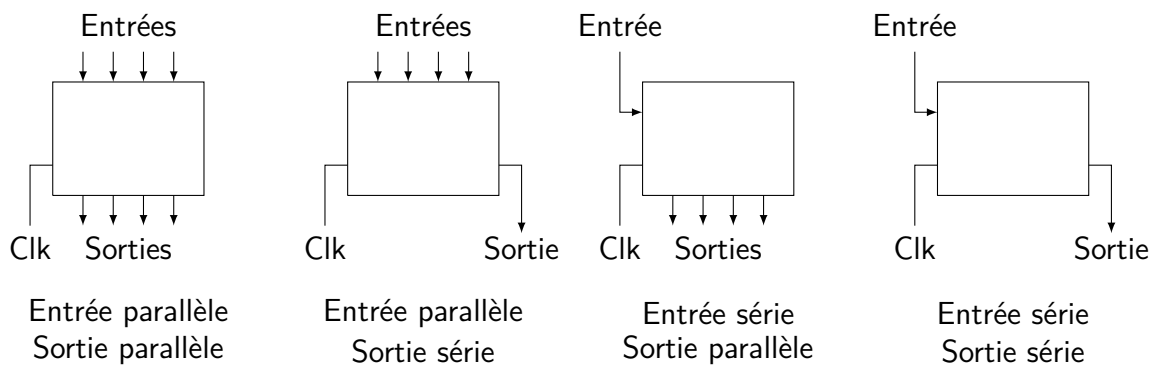 Entrées
Entrées
Entrée
Entrée
Clk Sorties
Clk Sortie
Clk Sorties
Clk Sortie
Entrée parallèle
Sortie parallèle
Entrée parallèle
Sortie série
Entrée série
Sortie parallèle
Entrée série
Sortie série